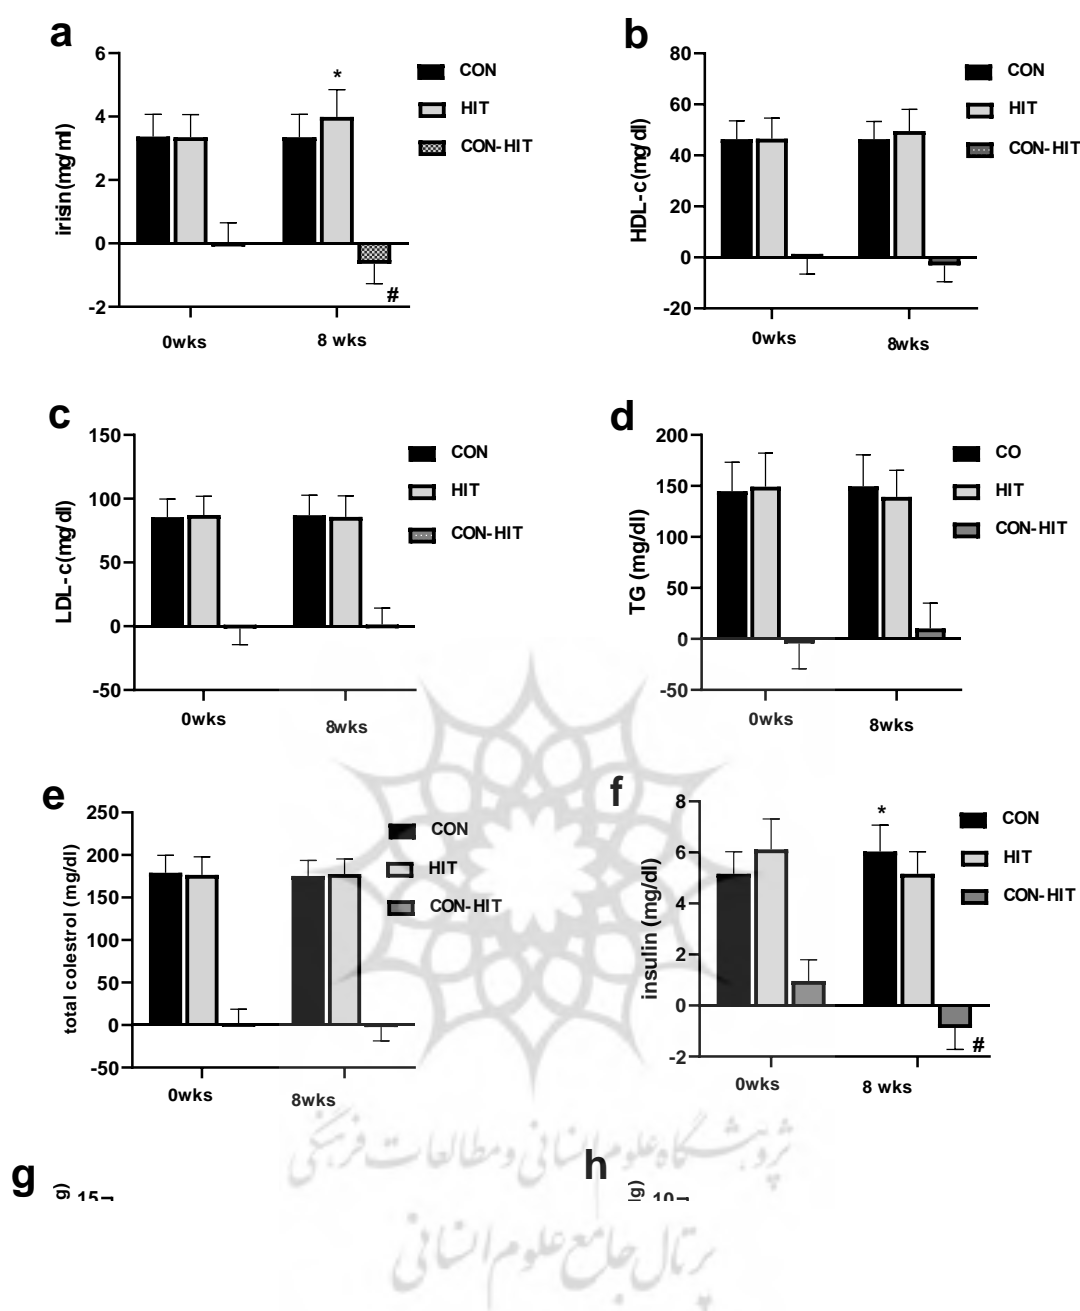 a
6
4
2
0
-2
irisin(mg/ml)
*
#
0wks
8 wks
CON
HIT
CON-HIT
b
80
60
40
20
0
-20
HDL-c(mg/dl)
0wks
8wks
CON
HIT
CON-HIT
c
150
100
50
0
-50
LDL-c(mg/dl)
0wks
8wks
CON
HIT
CON-HIT
d
200
150
100
50
0
-50
TG (mg/dl)
0wks
8wks
CO
HIT
CON-HIT
e
250
200
150
100
50
0
-50
total colestrol (mg/dl)
0wks
8wks
CON
HIT
CON-HIT
f
8
6
4
2
0
-2
insulin (mg/dl)
*
#
0wks
8 wks
CON
HIT
CON-HIT
پژوهشگاه علوم انسانی و مطالعات فرهنگی
g
g)
15
h
lg)
10
پرتال جامع علوم انسانی